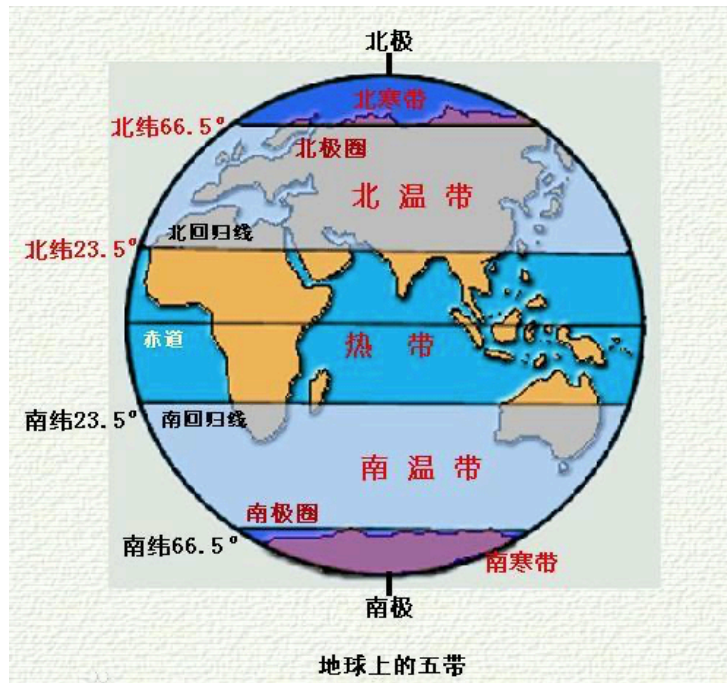 北极
北寒带
北纬66.5°
北极圈
北温带
北回归线
北纬23.5°
赤道
热带
南纬23.5°
南回归线
南温带
南极圈
南纬66.5°
南寒带
南极
地球上的五带